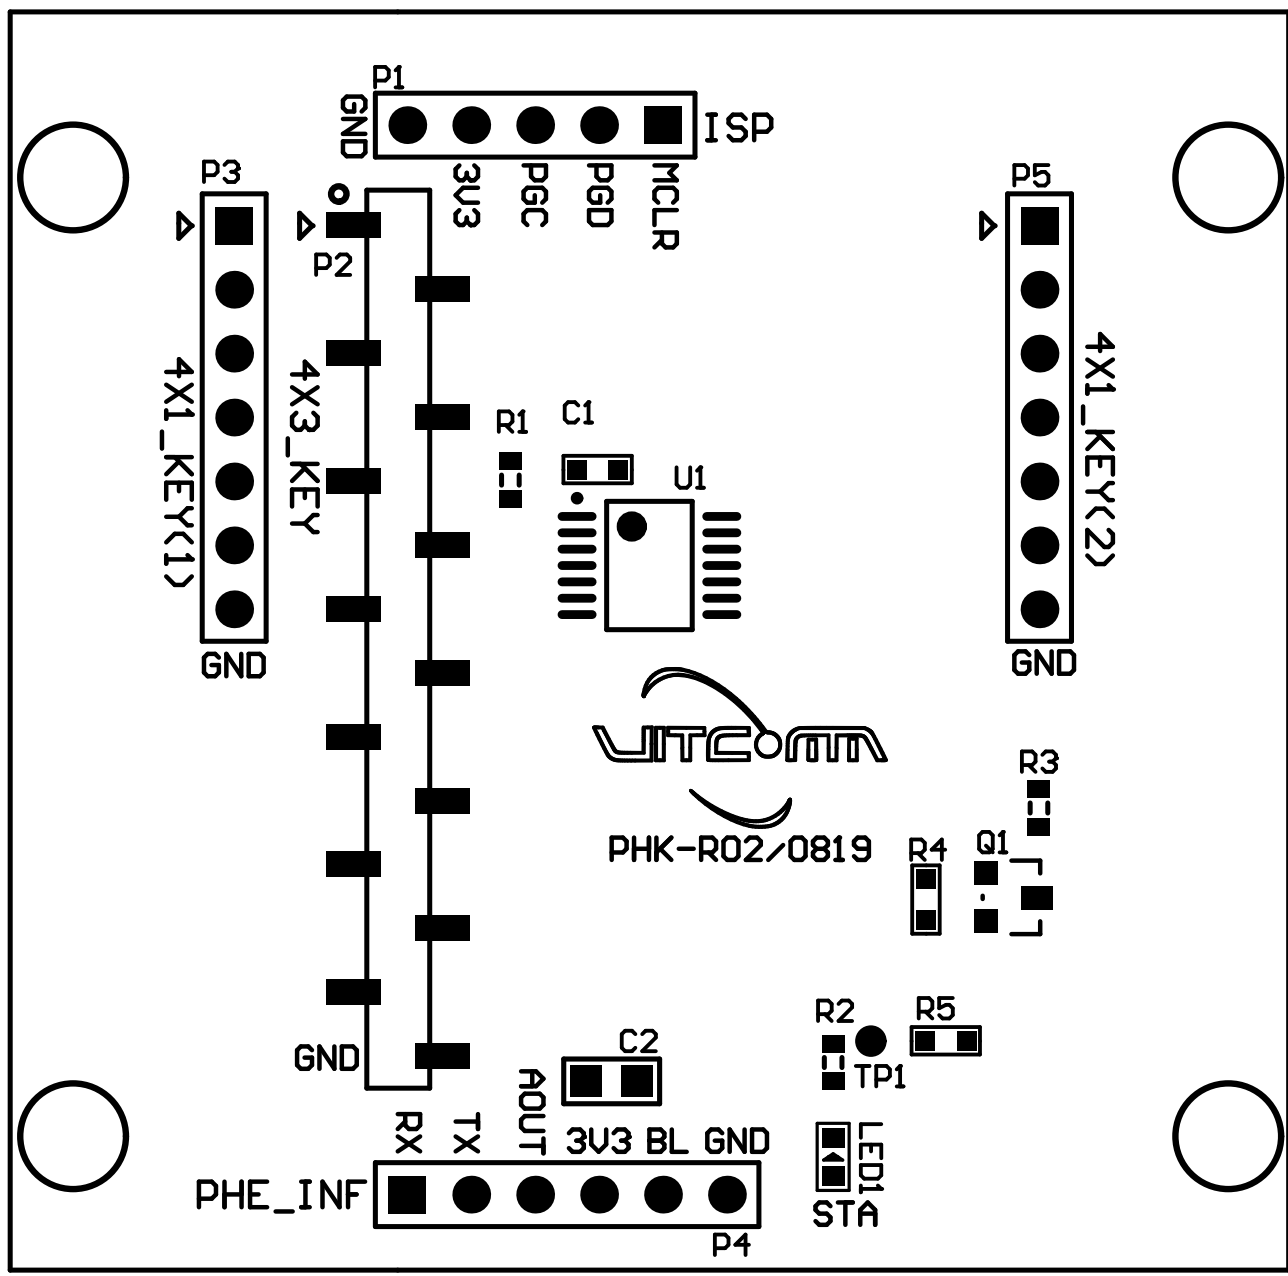 P1
GND
ISP
3V3
PGC
PGD
MCLR
P3
P2
P5
4X1_KEY(1)
4X3_KEY
4X1_KEY(2)
R1
C1
U1
GND
GND
VITCOMM
PHK-R02/0819
R3
R4
Q1
R2
R5
TP1
GND
C2
RX
TX
AOUT
3V3 BL GND
LED1
PHE_INF
STA
P4